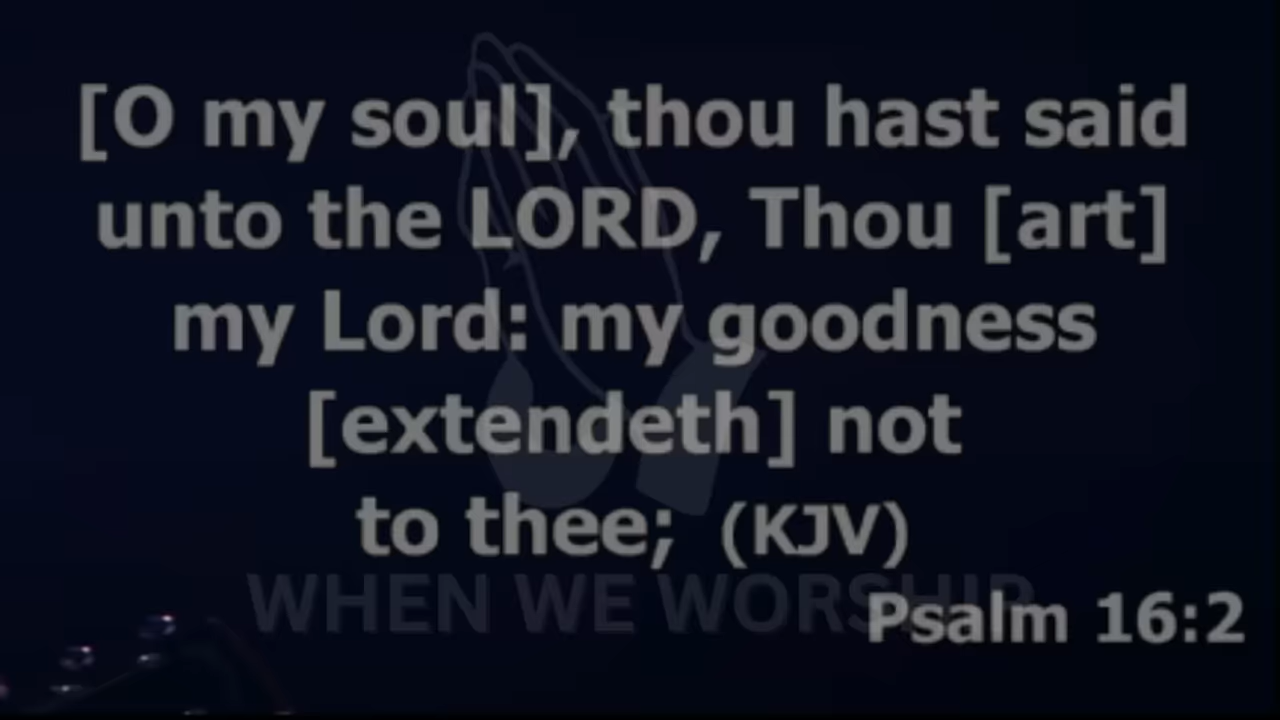 [O my soul], thou hast said
unto the LORD, Thou [art]
my Lord: my goodness
[extendeth] not
to thee; (KJV)
WHEN WE WORSHIP
Psalm 16:2